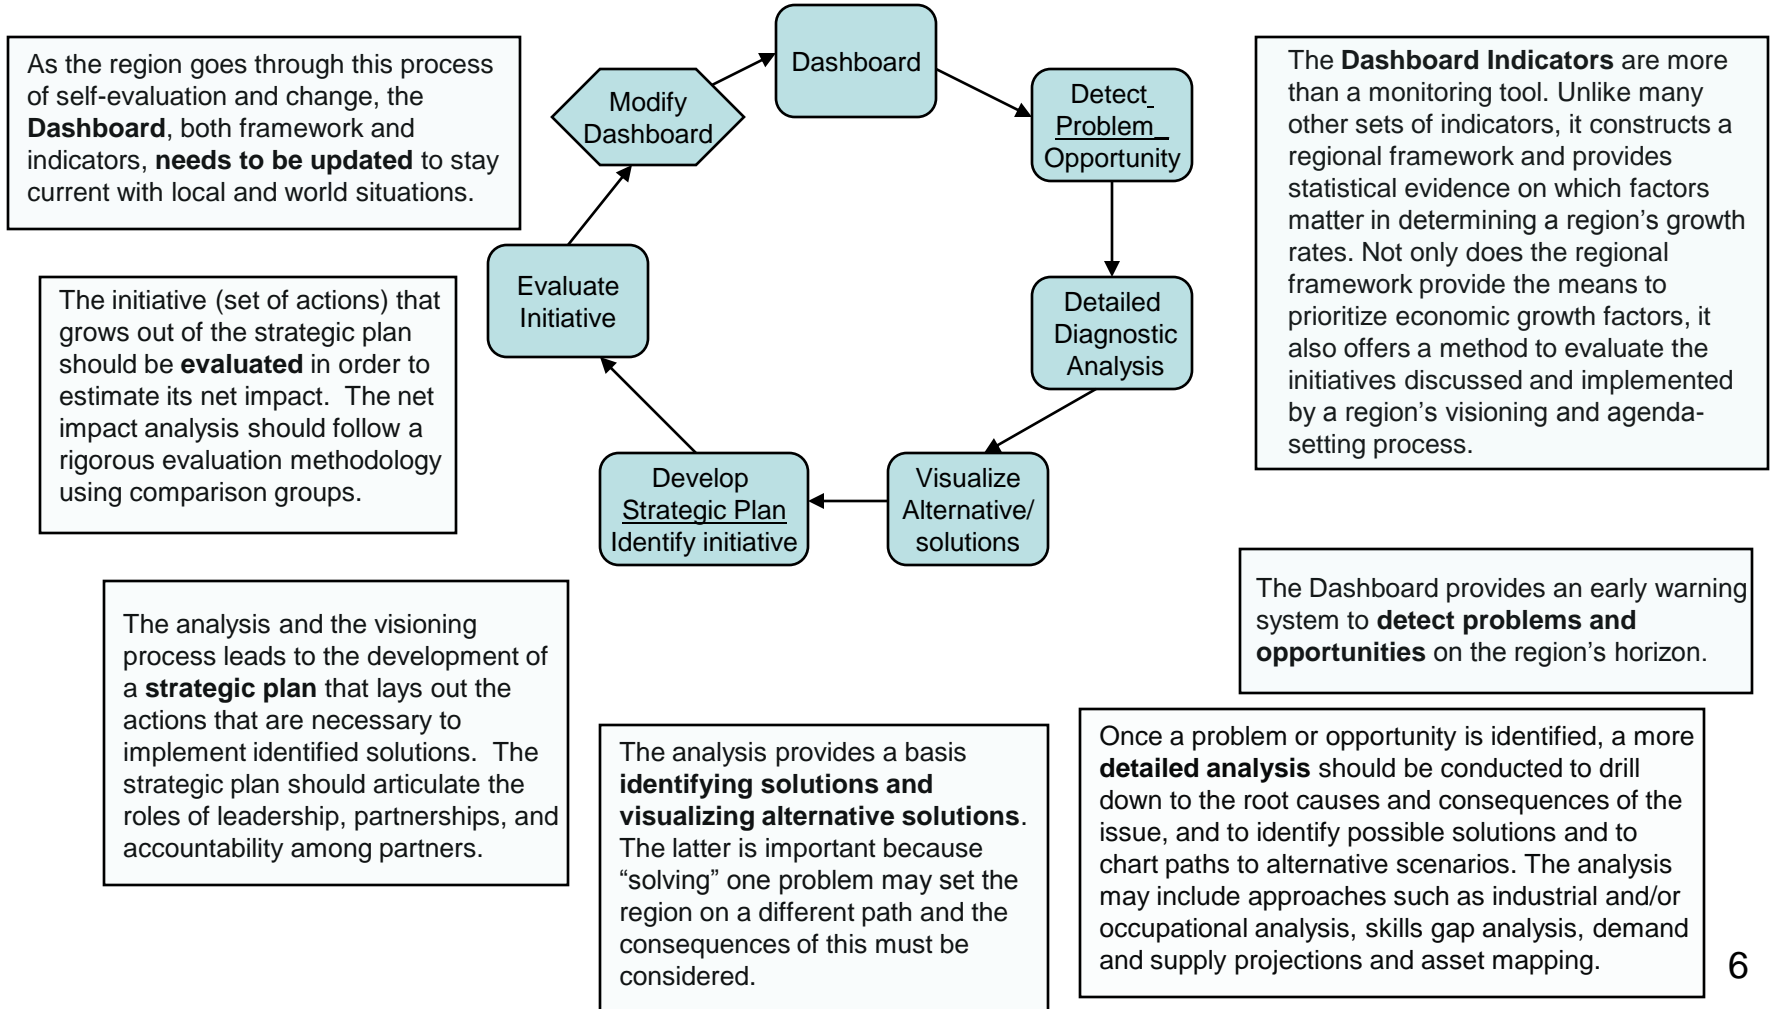 Dashboard
Detect
Problem
Opportunity
Detailed
Diagnostic
Analysis
Visualize
Alternative/
solutions
Develop
Strategic Plan
Identify initiative
Evaluate
Initiative
Modify
Dashboard
The Dashboard Indicators are more
than a monitoring tool. Unlike many
other sets of indicators, it constructs a
regional framework and provides
statistical evidence on which factors
matter in determining a region’s growth
rates. Not only does the regional
framework provide the means to
prioritize economic growth factors, it
also offers a method to evaluate the
initiatives discussed and implemented
by a region’s visioning and agenda-
setting process.
The Dashboard provides an early warning
system to detect problems and
opportunities on the region’s horizon.
Once a problem or opportunity is identified, a more
detailed analysis should be conducted to drill
down to the root causes and consequences of the
issue, and to identify possible solutions and to
chart paths to alternative scenarios. The analysis
may include approaches such as industrial and/or
occupational analysis, skills gap analysis, demand
and supply projections and asset mapping.
The analysis provides a basis
identifying solutions and
visualizing alternative solutions.
The latter is important because
“solving” one problem may set the
region on a different path and the
consequences of this must be
considered.
The analysis and the visioning
process leads to the development of
a strategic plan that lays out the
actions that are necessary to
implement identified solutions.  The
strategic plan should articulate the
roles of leadership, partnerships, and
accountability among partners.
The initiative (set of actions) that
grows out of the strategic plan
should be evaluated in order to
estimate its net impact.  The net
impact analysis should follow a
rigorous evaluation methodology
using comparison groups.
As the region goes through this process
of self-evaluation and change, the
Dashboard, both framework and
indicators, needs to be updated to stay
current with local and world situations.
6